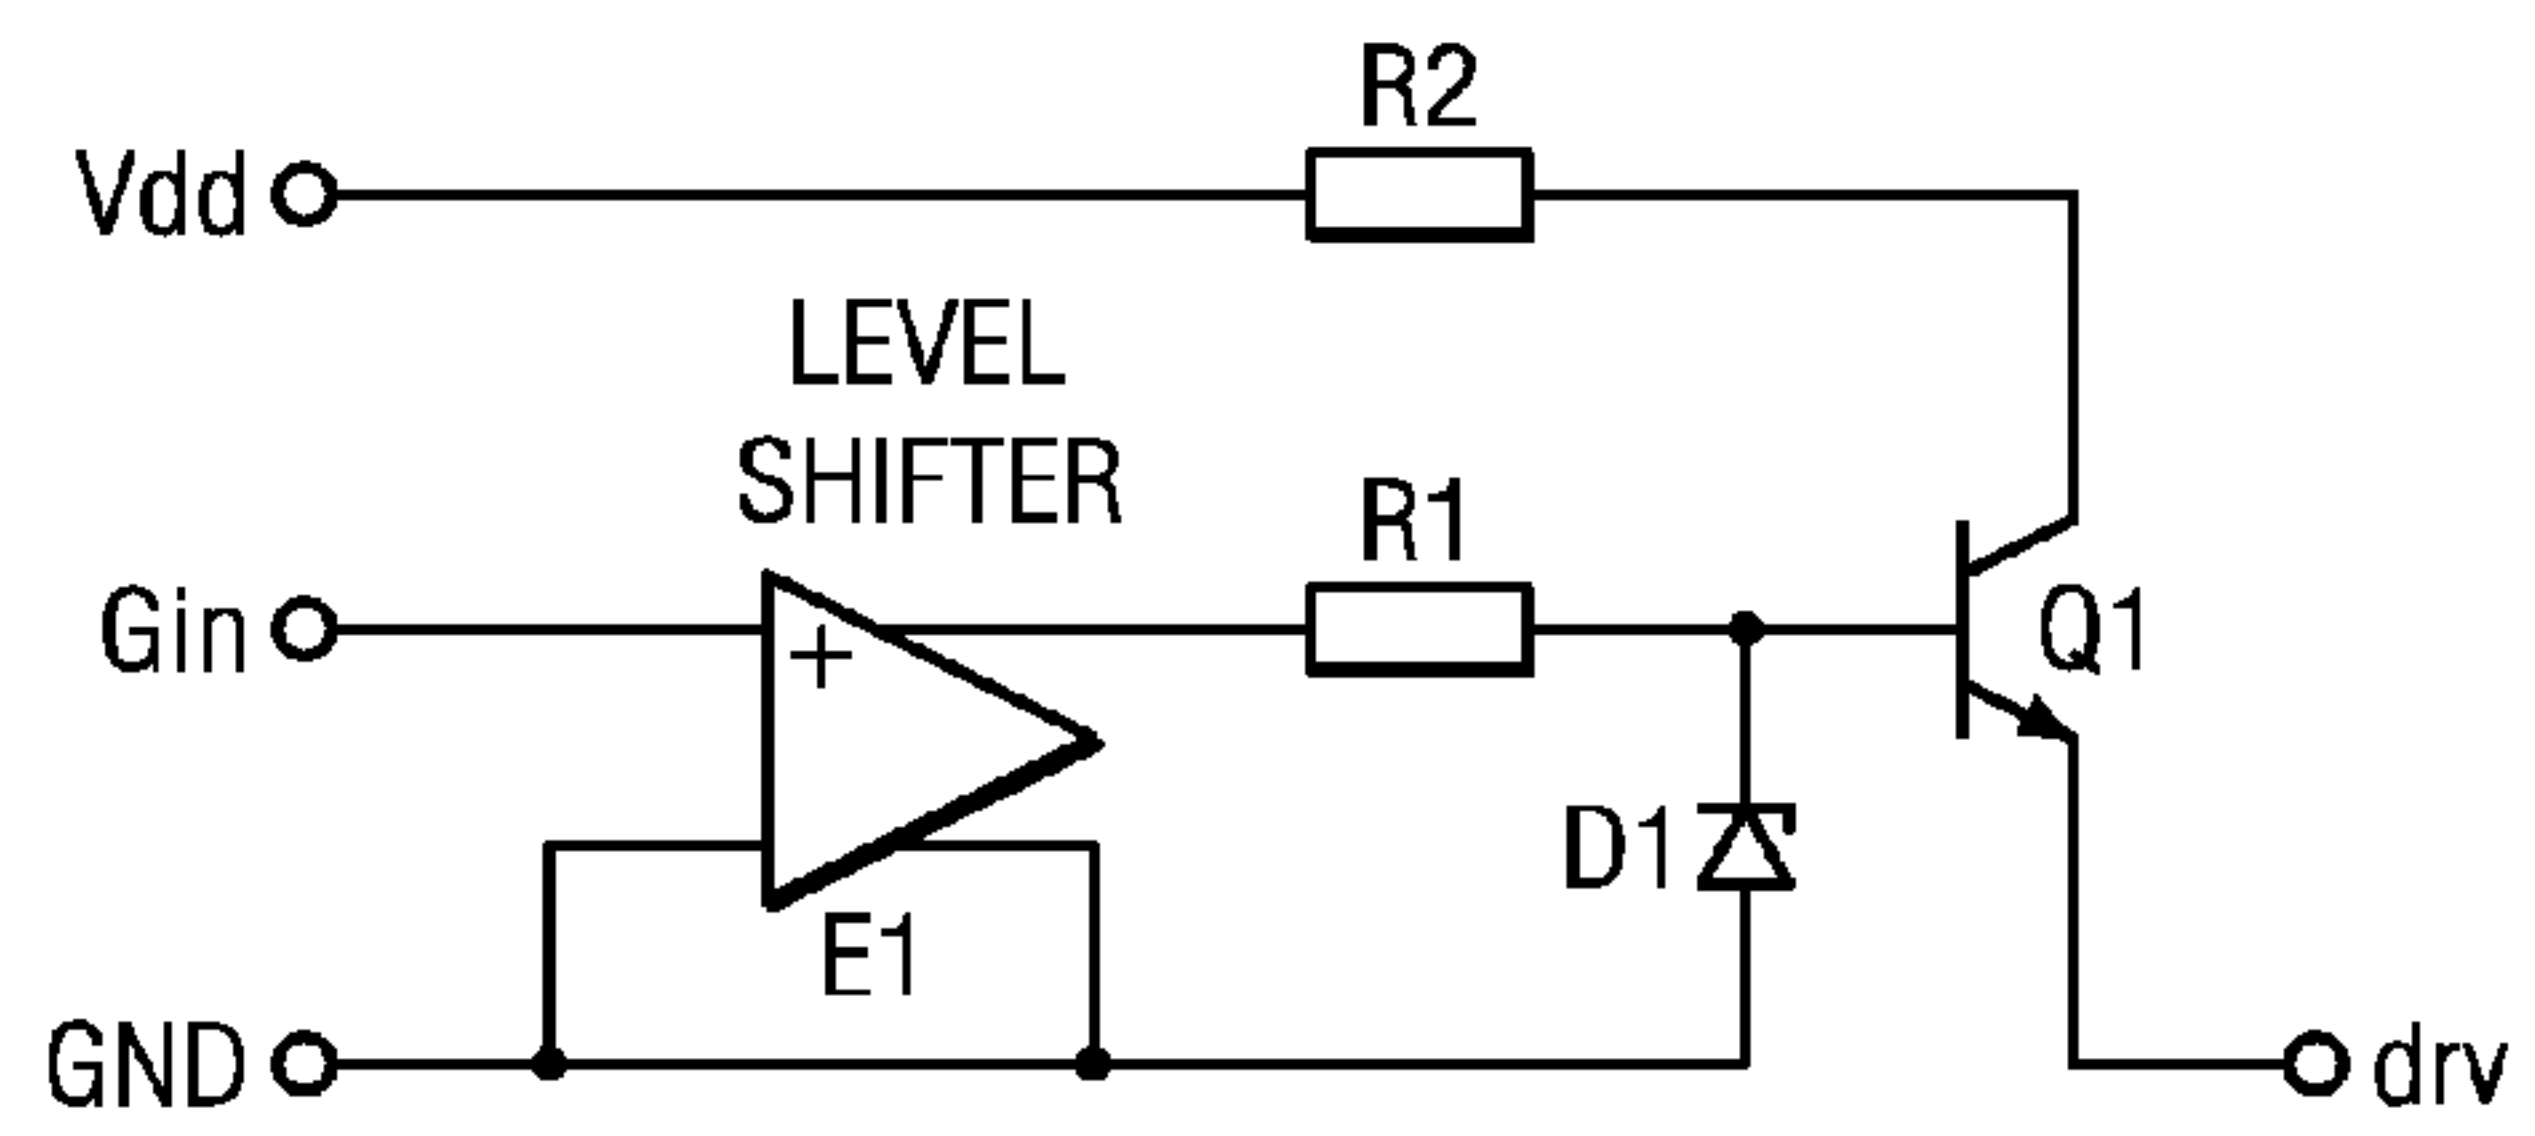 R2
Vdd
LEVEL
SHIFTER
R1
Gin
+
Q1
D1
E1
GND
drv